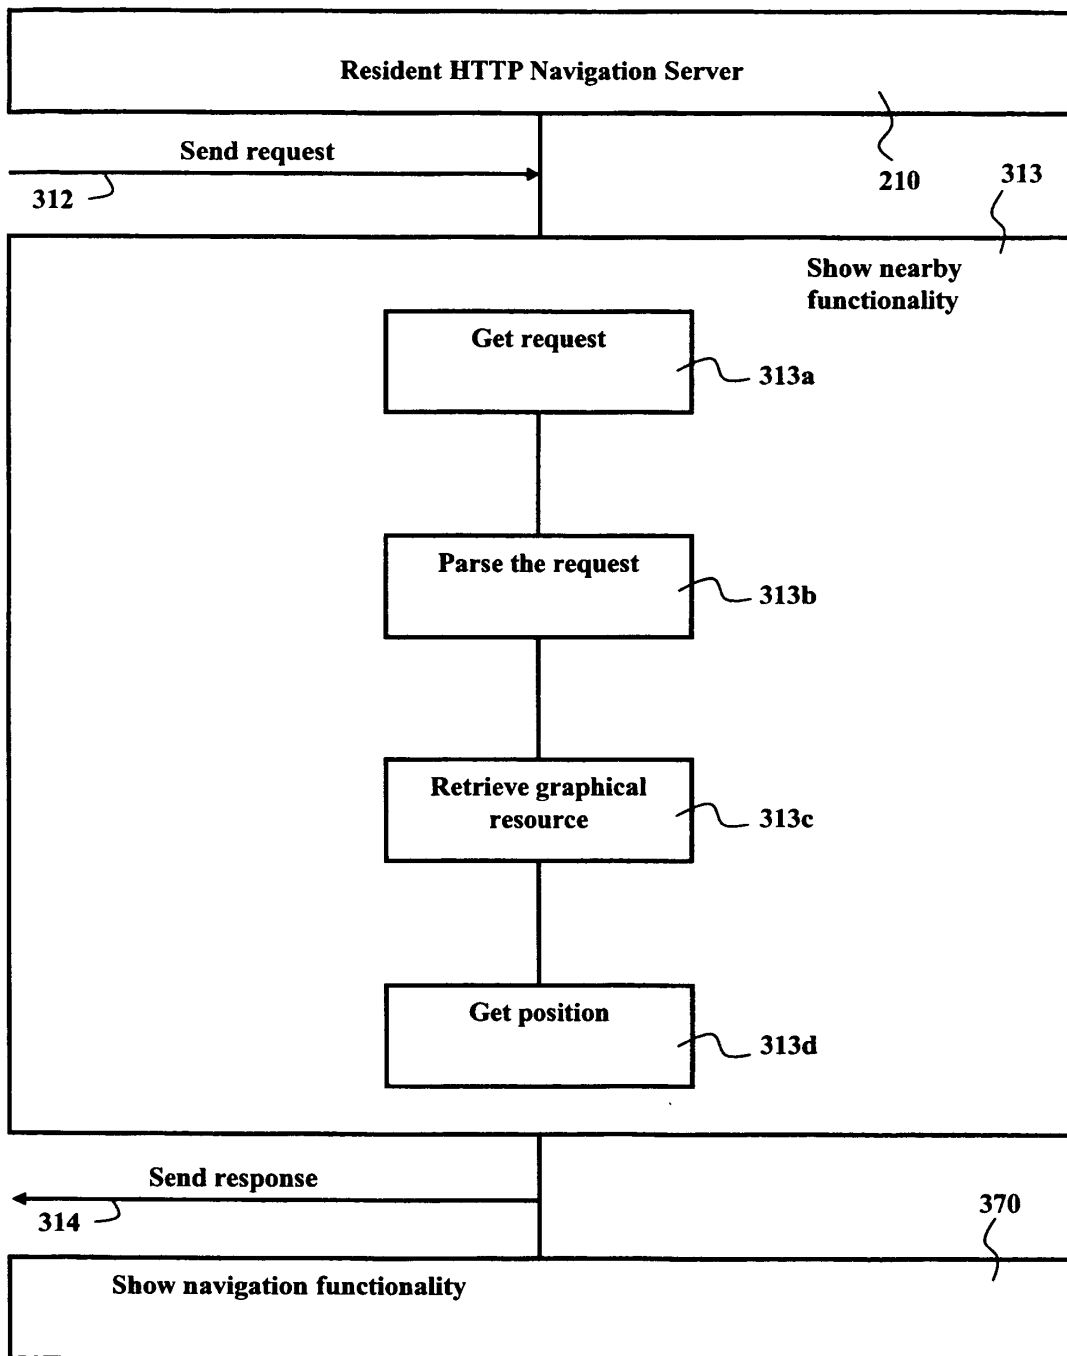 Resident HTTP Navigation Server
Send request
312
210
313
Show nearby
functionality
Get request
313a
Parse the request
313b
Retrieve graphical
resource
313c
Get position
313d
Send response
314
370
Show navigation functionality